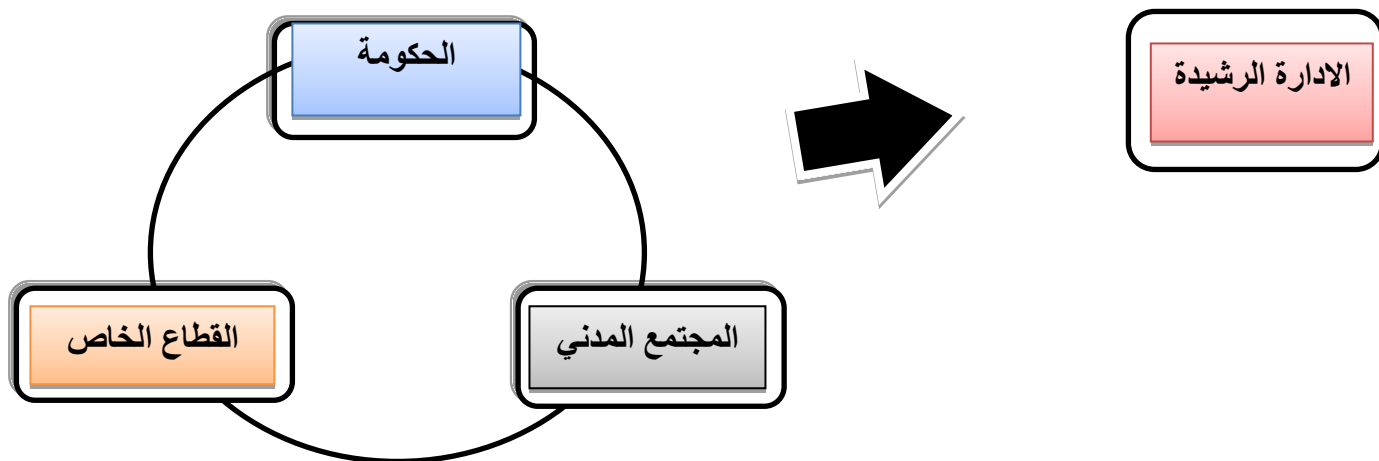 الحكومة
الادارة الرشيدة
المجتمع المدني
القطاع الخاص